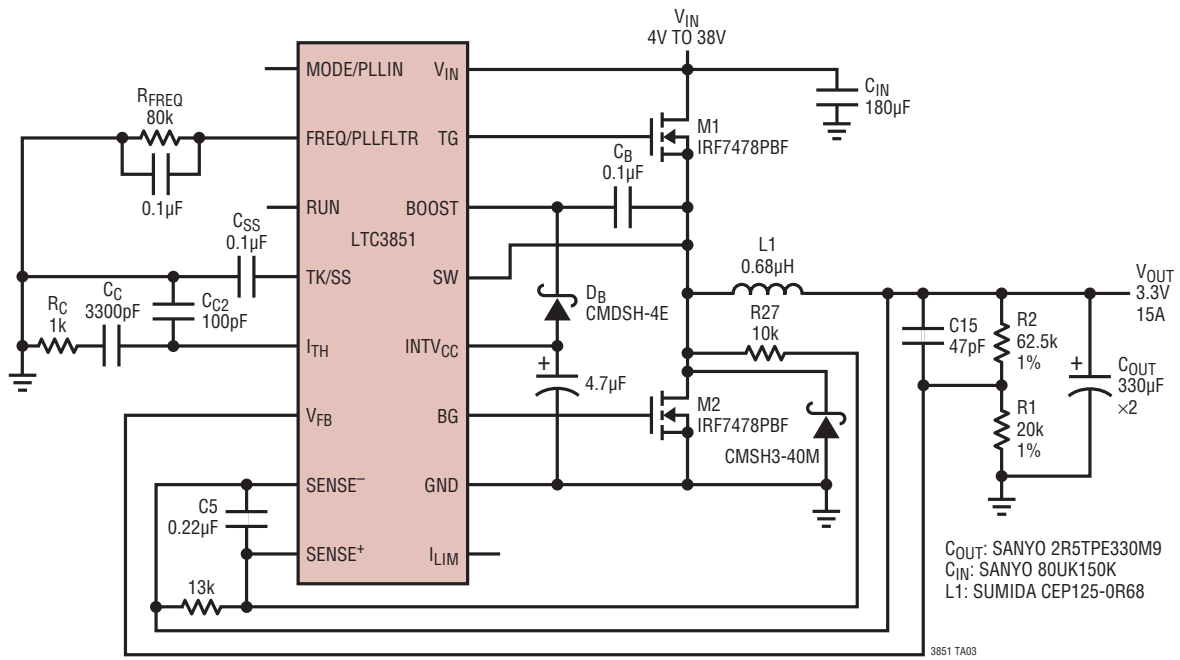 VIN
4V TO 38V
CIN
180µF
RFREQ
80k
0.1µF
MODE/PLLIN
FREQ/PLLFLTR
RUN
TK/SS
ITH
VFB
SENSE–
SENSE+
LTC3851
VIN
TG
BOOST
SW
INTVCC
BG
GND
ILIM
M1
IRF7478PBF
CB
0.1µF
CSS
0.1µF
RC
1k
CC
3300pF
CC2
100pF
DB
CMDSH-4E
4.7µF
L1
0.68µH
R27
10k
M2
IRF7478PBF
CMSH3-40M
VOUT
3.3V
15A
C15
47pF
R2
62.5k
1%
R1
20k
1%
COUT
330µF
×2
+
+
C5
0.22µF
13k
COUT: SANYO 2R5TPE330M9
CIN: SANYO 80UK150K
L1: SUMIDA CEP125-0R68
3851 TA03